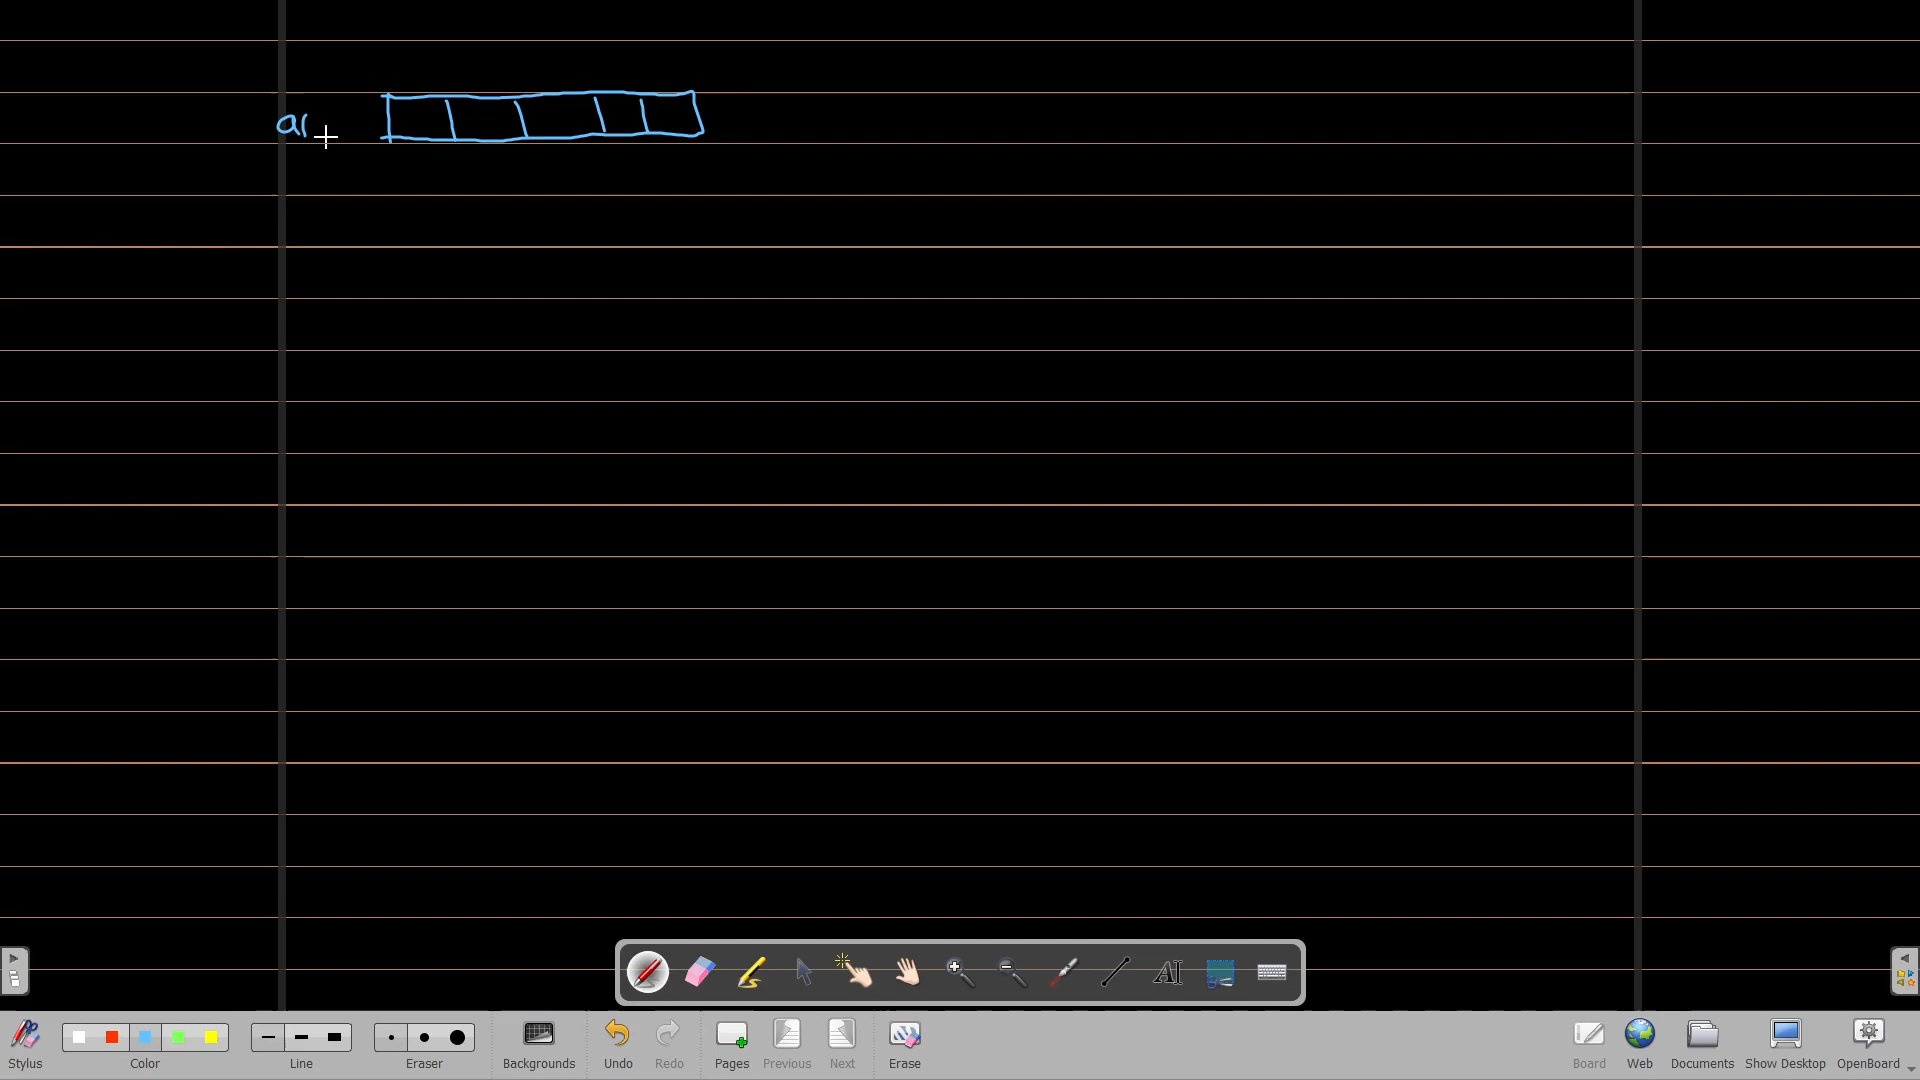 ar
Stylus
Color
Line
Eraser
Backgrounds
Undo
Redo
Pages
Previous
Next
Erase
Board
Web
Documents
Show Desktop
OpenBoard